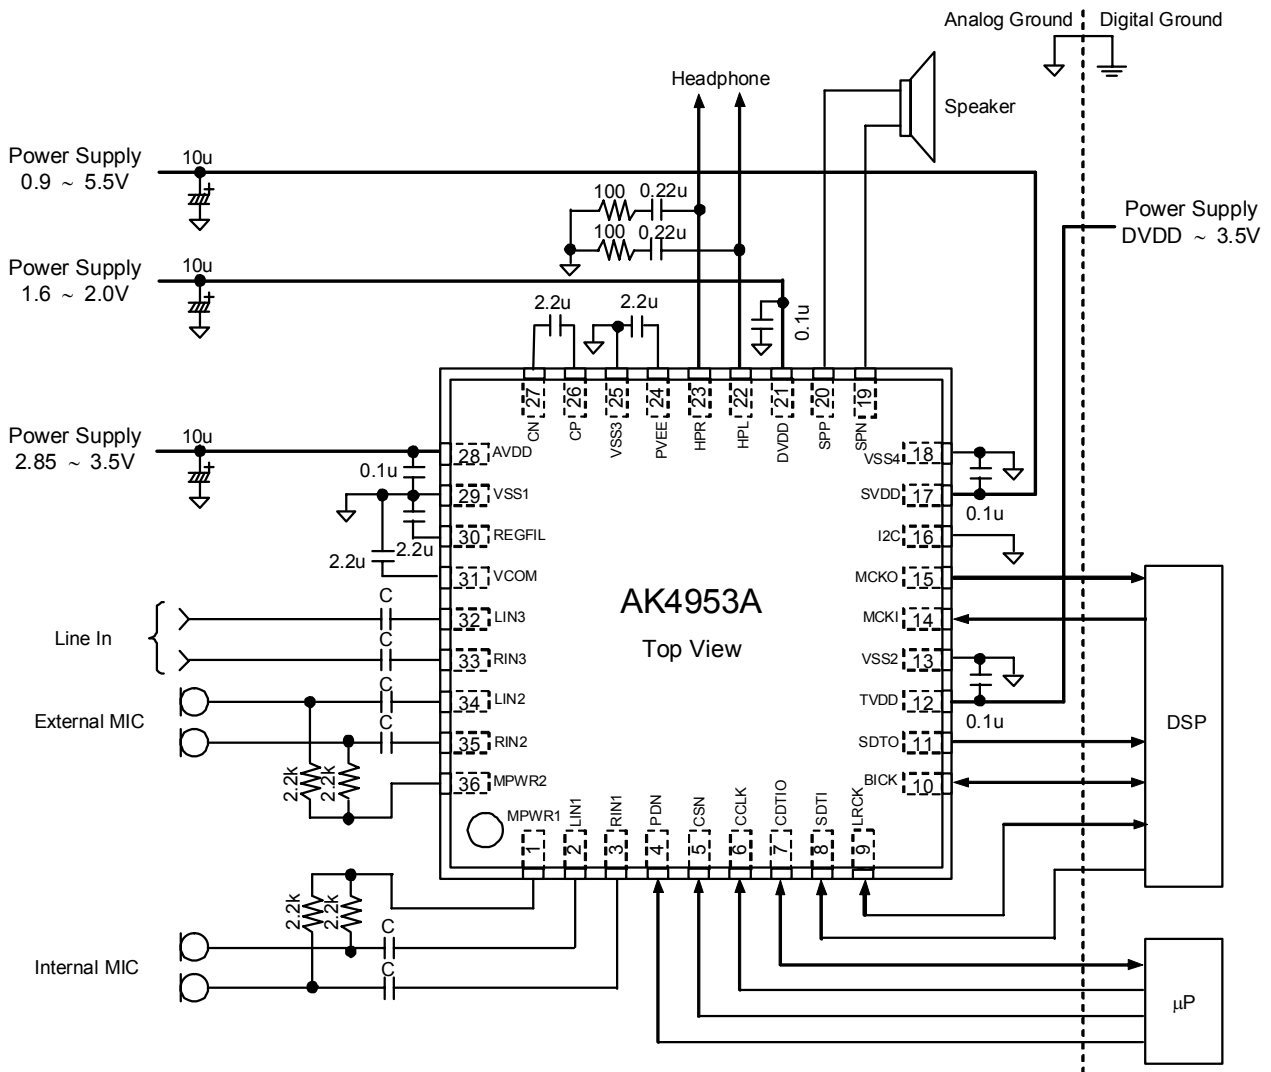 Analog Ground
Digital Ground
Headphone
Speaker
Power Supply
0.9 ~ 5.5V
10u
100
0.22u
100
0.22u
Power Supply
DVDD ~ 3.5V
Power Supply
1.6 ~ 2.0V
10u
2.2u
2.2u
0.1u
27
26
25
24
23
22
21
20
19
CN
CP
VSS3
PVEE
HPR
HPL
DVDD
SPP
SPN
Power Supply
2.85 ~ 3.5V
10u
0.1u
2.2u
2.2u
28
AVDD
29
VSS1
30
REGFIL
31
VCOM
32
LIN3
33
RIN3
34
LIN2
35
RIN2
36
MPWR2
VSS4
18
SVDD
17
0.1u
I2C
16
MCKO
15
MCKI
14
VSS2
13
TVDD
12
0.1u
SDTO
11
BICK
10
AK4953A
Top View
DSP
Line In
C
C
External MIC
C
C
2.2k
2.2k
MPWR1
LIN1
RIN1
PDN
CSN
CCLK
CDTIO
SDTI
LRCK
1
2
3
4
5
6
7
8
9
2.2k
2.2k
Internal MIC
C
C
μP